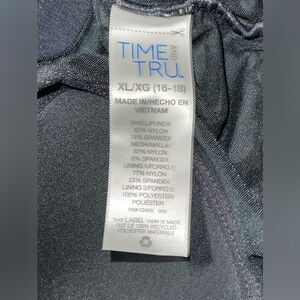 TIME AND
TRU.
XL/XG (16-18)
MADE IN/HECHO EN
VIETNAM
SHELL/FUNDA:
82% NYLON
18% SPANDEX
MESH/MALLA:
92% NYLON
8% SPANDEX
LINING 1/FORRO 1:
77% NYLON
23% SPANDEX
LINING 2/FORRO 2:
100% POLYESTER
POLIÉSTER
THIS LABEL YARN IS MADE
OUT OF 100% RECYCLED
POLYESTER MATERIALS